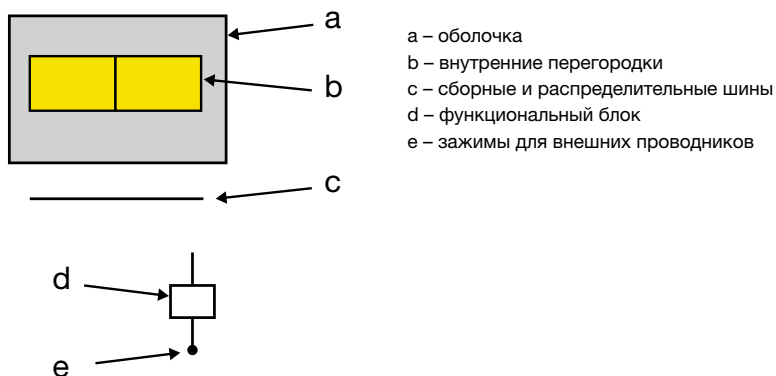 a
b
c
d
e
a – оболочка
b – внутренние перегородки
c – сборные и распределительные шины
d – функциональный блок
e – зажимы для внешних проводников